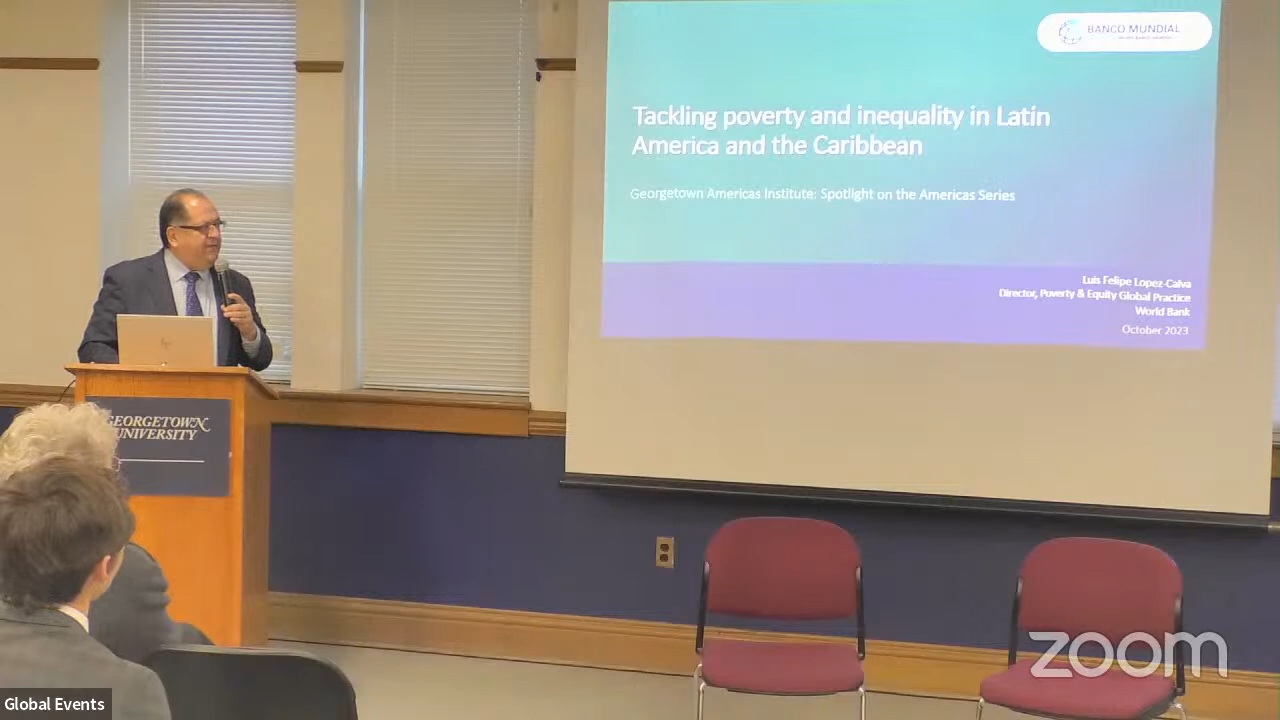 BANCO MUNDIAL
Tackling poverty and inequality in Latin
America and the Caribbean
Georgetown Americas Institute: Spotlight on the Americas Series
Luis Felipe Lopez-Calva
Director, Poverty & Equity Global Practice
World Bank
October 2023
GEORGETOWN
UNIVERSITY
zoom
Global Events